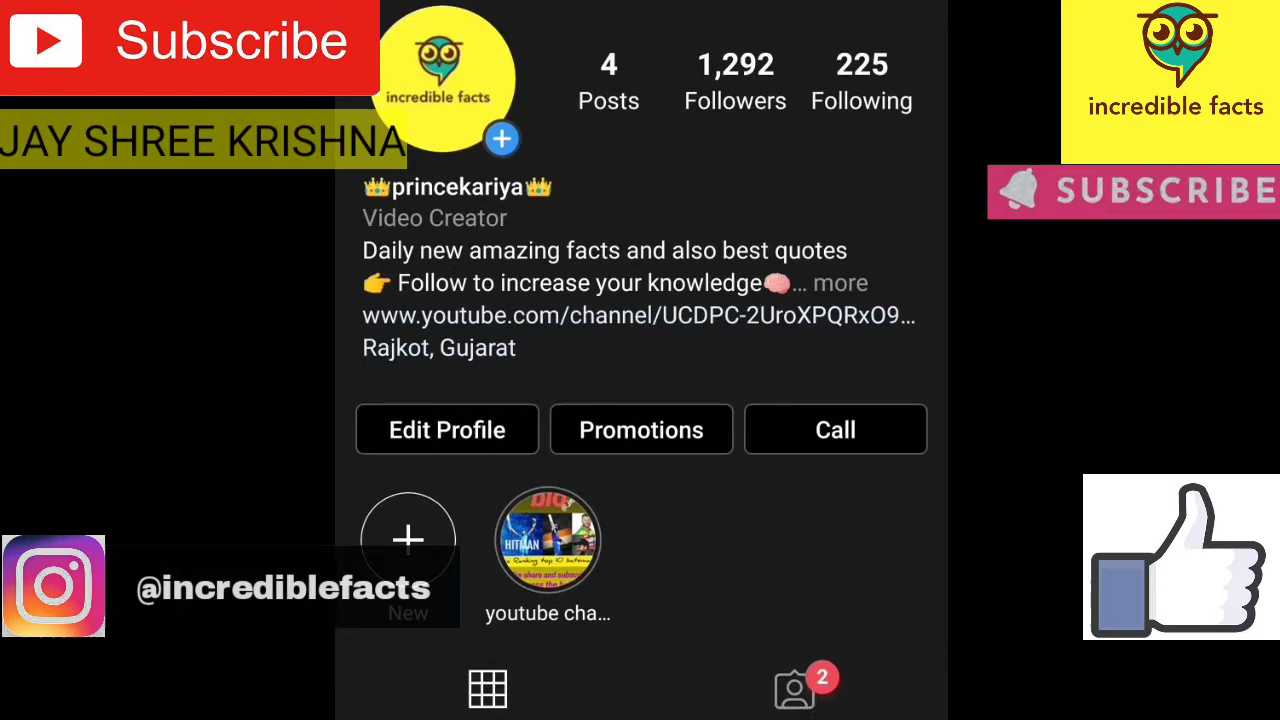 Subscribe
JAY SHREE KRISHNA
incredible facts
4
Posts
1,292
Followers
225
Following
incredible facts
SUBSCRIBE
👑princekariya👑
Video Creator
Daily new amazing facts and also best quotes
👉 Follow to increase your knowledge🧠... more
www.youtube.com/channel/UCDPC-2UroXPQRxO9...
Rajkot, Gujarat
Edit Profile
Promotions
Call
HITMAN
@incrediblefacts
New
youtube cha...
2